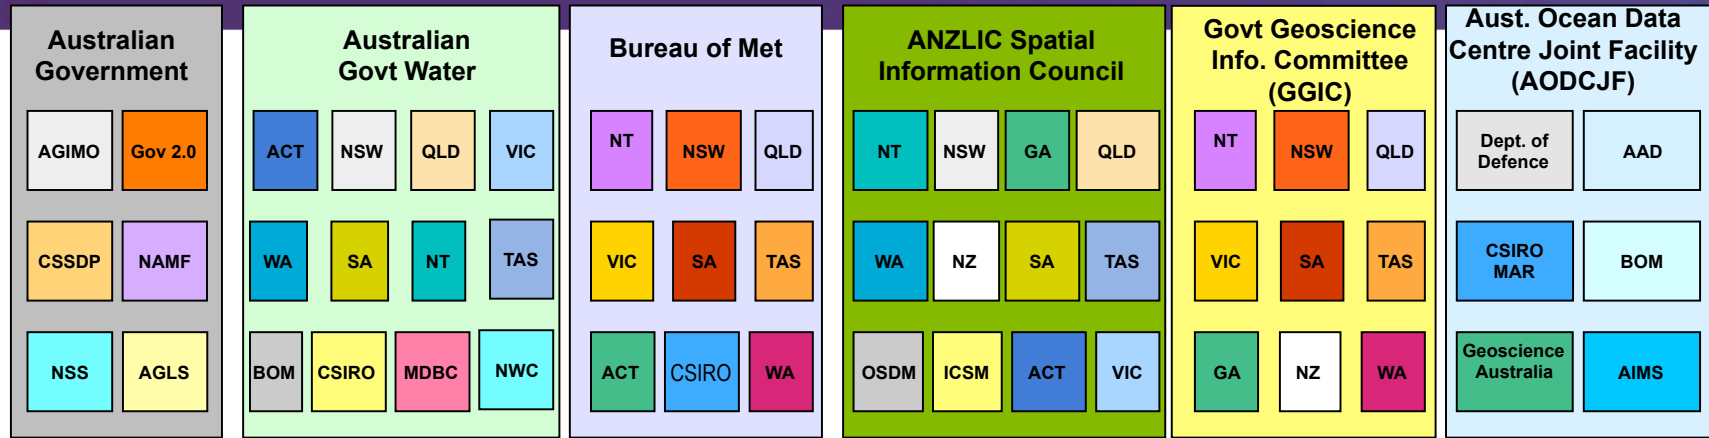 Australian
Government
AGIMO
Gov 2.0
CSSDP
NAMF
NSS
AGLS
Australian
Govt Water
ACT
NSW
QLD
VIC
WA
SA
NT
TAS
BOM
CSIRO
MDBC
NWC
Bureau of Met
NT
NSW
QLD
VIC
SA
TAS
ACT
CSIRO
WA
ANZLIC Spatial
Information Council
NT
NSW
GA
QLD
WA
NZ
SA
TAS
OSDM
ICSM
ACT
VIC
Govt Geoscience
Info. Committee
(GGIC)
NT
NSW
QLD
VIC
SA
TAS
GA
NZ
WA
Aust. Ocean Data
Centre Joint Facility
(AODCJF)
Dept. of
Defence
AAD
CSIRO
MAR
BOM
Geoscience
Australia
AIMS